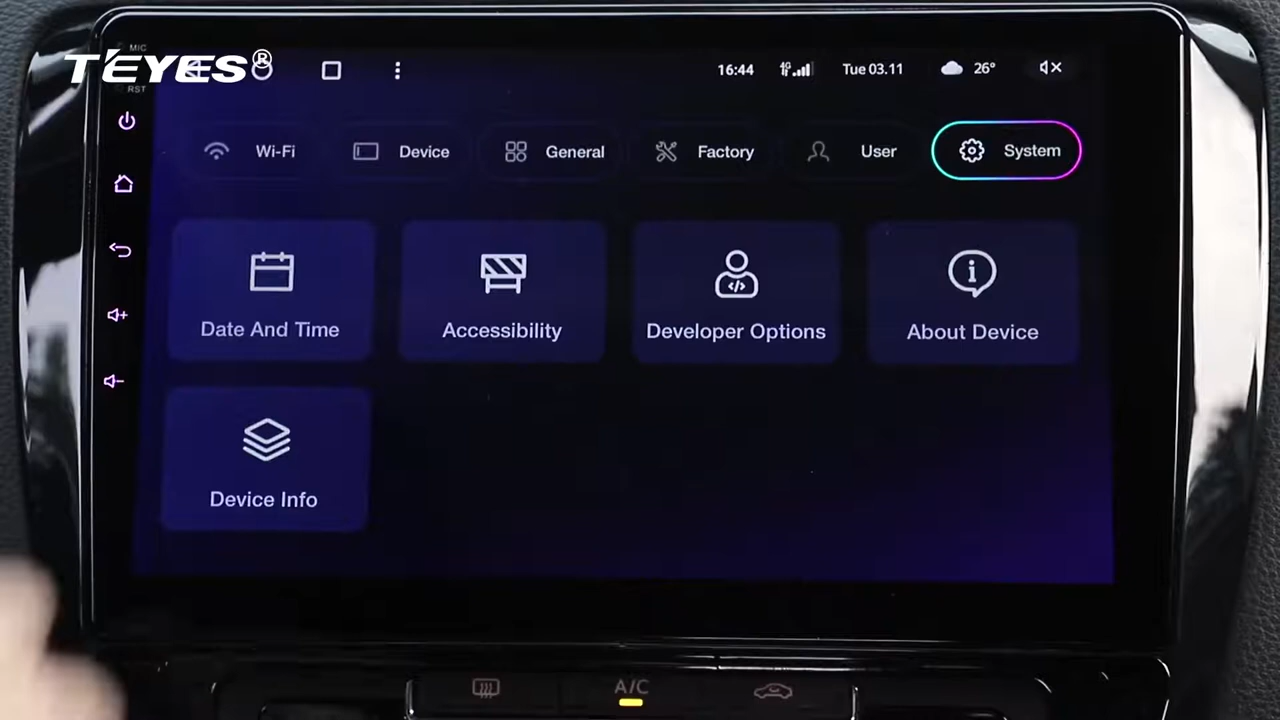 MIC
TEYES®
RST
16:44
4G
Tue 03.11
26°
Wi-Fi
Device
General
Factory
User
System
Date And Time
Accessibility
Developer Options
About Device
Device Info
A/C